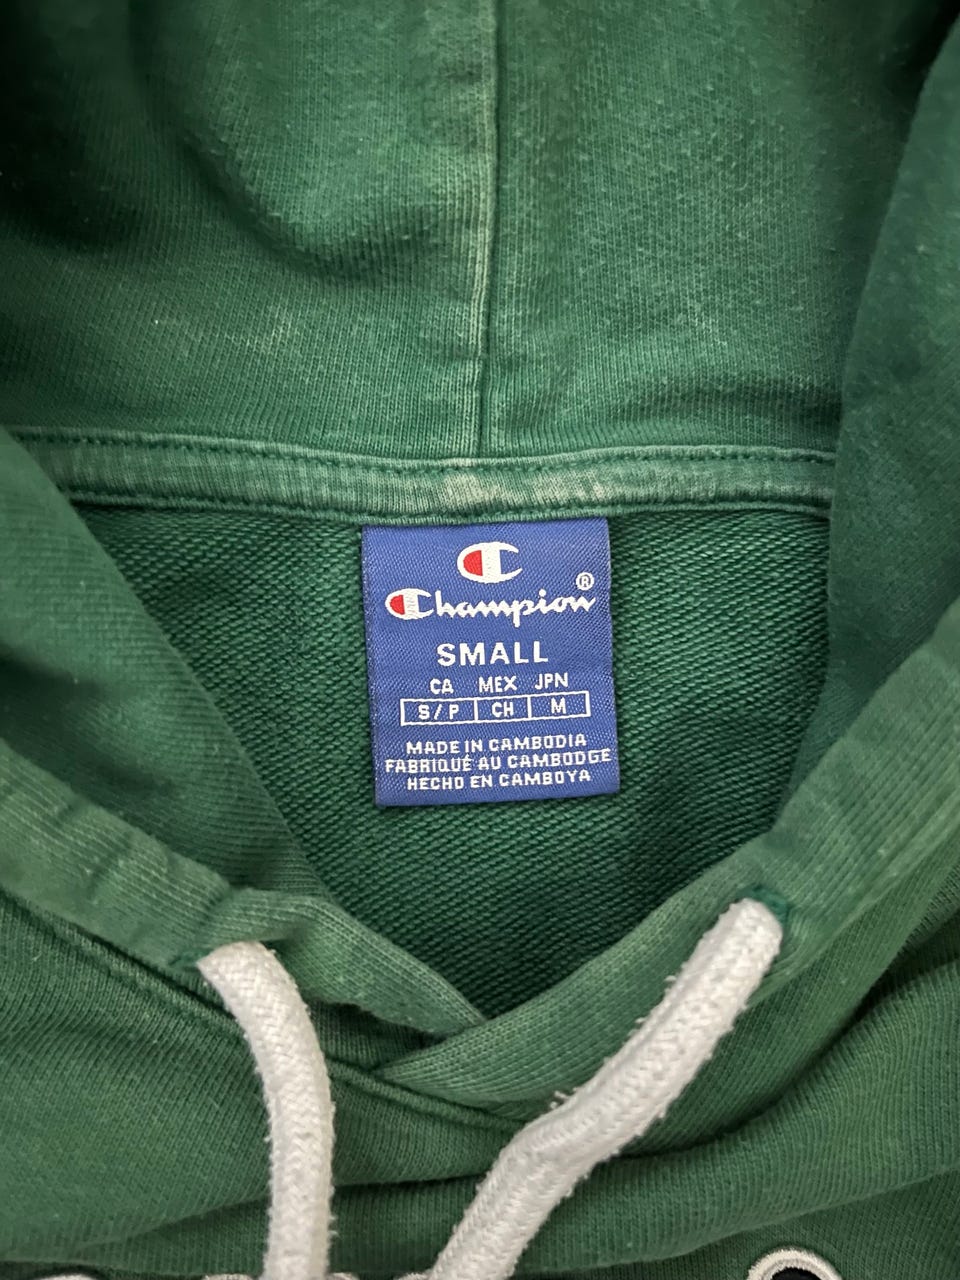 Champion®
SMALL
CA MEX JPN
S/P CH M
MADE IN CAMBODIA
FABRIQUÉ AU CAMBODGE
HECHO EN CAMBOYA